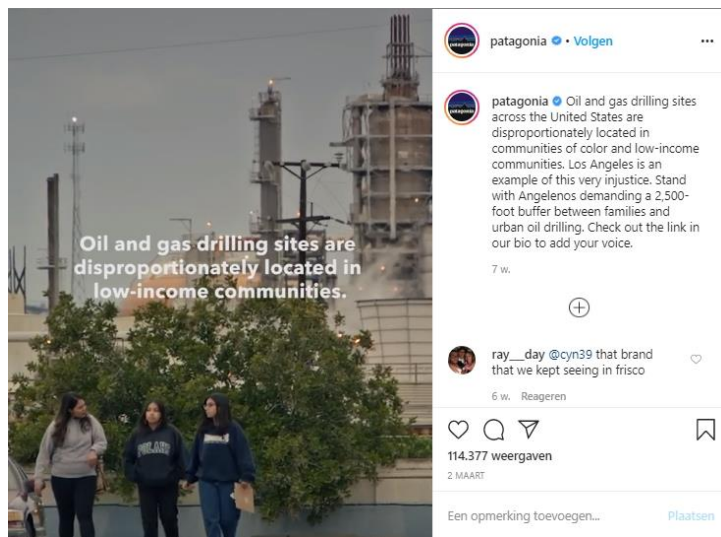 Oil and gas drilling sites are
disproportionately located in
low-income communities.
patagonia • Volgen
patagonia Oil and gas drilling sites
across the United States are
disproportionately located in
communities of color and low-income
communities. Los Angeles is an
example of this very injustice. Stand
with Angelenos demanding a 2,500-
foot buffer between families and
urban oil drilling. Check out the link in
our bio to add your voice.
7 w.
ray__day @cyn39 that brand
that we kept seeing in frisco
6 w. Reageren
114.377 weergaven
2 MAART
Een opmerking toevoegen... Plaatsen